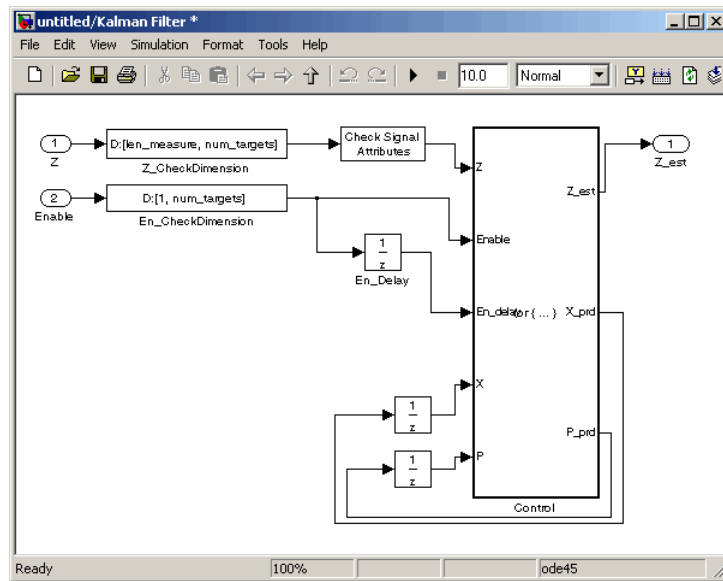 untitled/Kalman Filter *
File Edit View Simulation Format Tools Help
10.0 Normal
1
Z
D:[len_measure, num_targets]
Z_CheckDimension
Check Signal
Attributes
1
Z_est
2
Enable
D:[1, num_targets]
En_CheckDimension
1
z
En_Delay
Z
Enable
En_delay
for { ... }
X
P
Z_est
X_prd
P_prd
Control
1
z
1
z
Ready 100% ode45